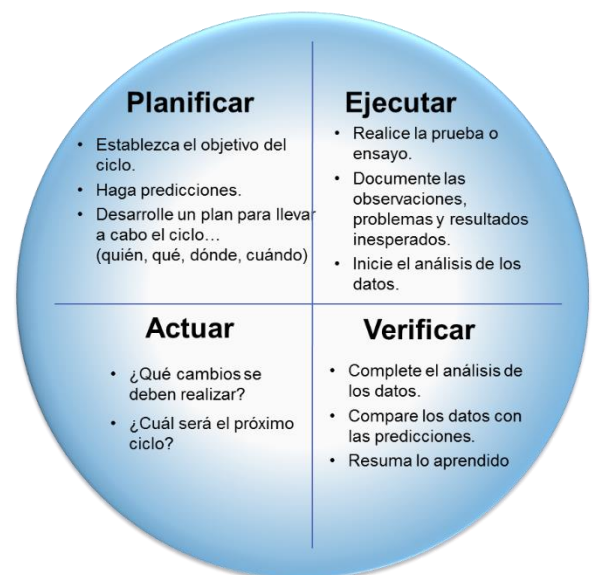 Planificar
• Establezca el objetivo del
ciclo.
• Haga predicciones.
• Desarrolle un plan para llevar
a cabo el ciclo…
(quién, qué, dónde, cuándo)
Ejecutar
• Realice la prueba o
ensayo.
• Documente las
observaciones,
problemas y resultados
inesperados.
• Inicie el análisis de los
datos.
Actuar
• ¿Qué cambios se
deben realizar?
• ¿Cuál será el próximo
ciclo?
Verificar
• Complete el análisis de
los datos.
• Compare los datos con
las predicciones.
• Resuma lo aprendido